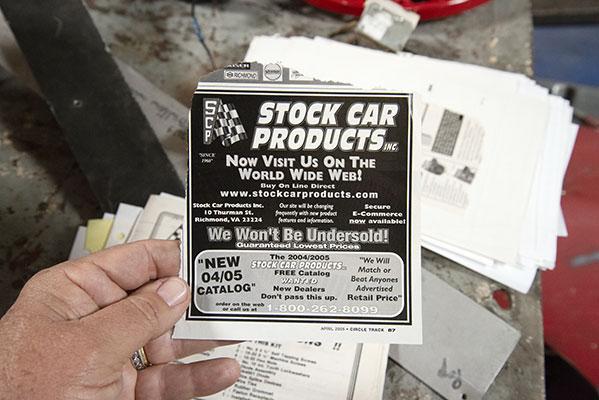 RICHMOND
SCP
STOCK CAR
PRODUCTS INC.
"SINCE
1960"
NOW VISIT US ON THE
WORLD WIDE WEB!
Buy On Line Direct
www.stockcarproducts.com
Stock Car Products Inc.
10 Thurman St.
Richmond, VA 23224
Our site will be changing
frequently with new product
features and information.
Secure
E-Commerce
now available!
We Won't Be Undersold!
Guaranteed Lowest Prices
"NEW
04/05
CATALOG"
The 2004/2005
STOCK CAR PRODUCTS
FREE Catalog
WANTED
New Dealers
Don't pass this up.
"We Will
Match or
Beat Anyones
Advertised
Retail Price"
order on the web
or call us at
1-800-262-8099
APRIL 2005 • CIRCLE TRACK 87
THIS KIT